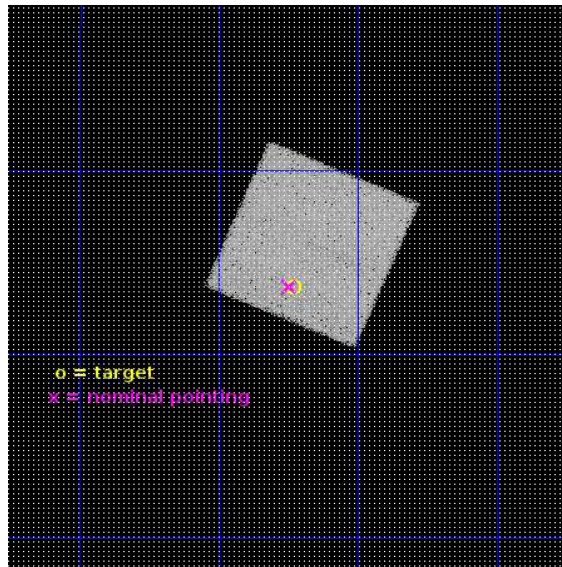 o = target
x = nominal pointing